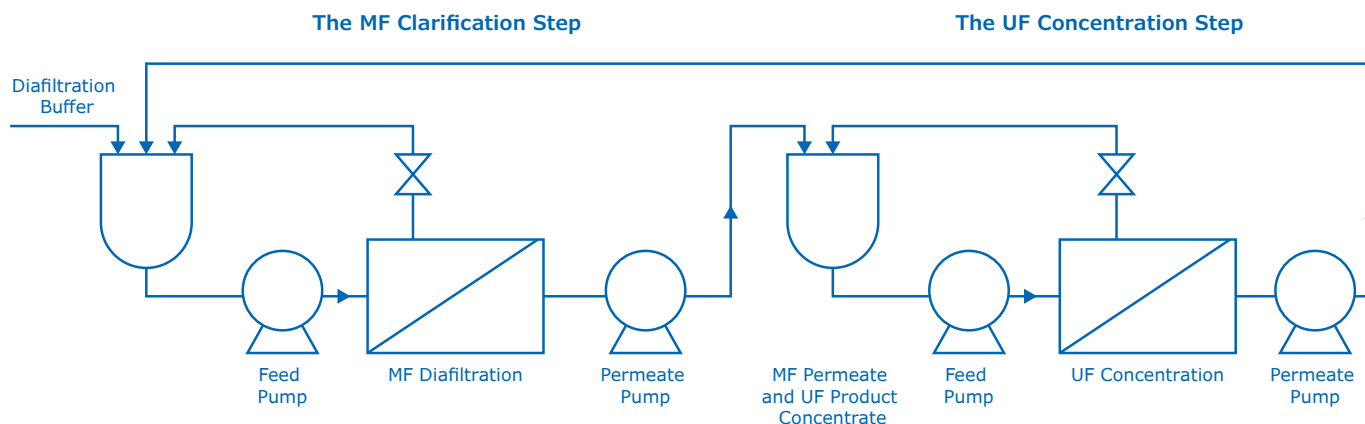 The MF Clarification Step
The UF Concentration Step
Diafiltration
Buffer
Feed
Pump
MF Diafiltration
Permeate
Pump
MF Permeate
and UF Product
Concentrate
Feed
Pump
UF Concentration
Permeate
Pump